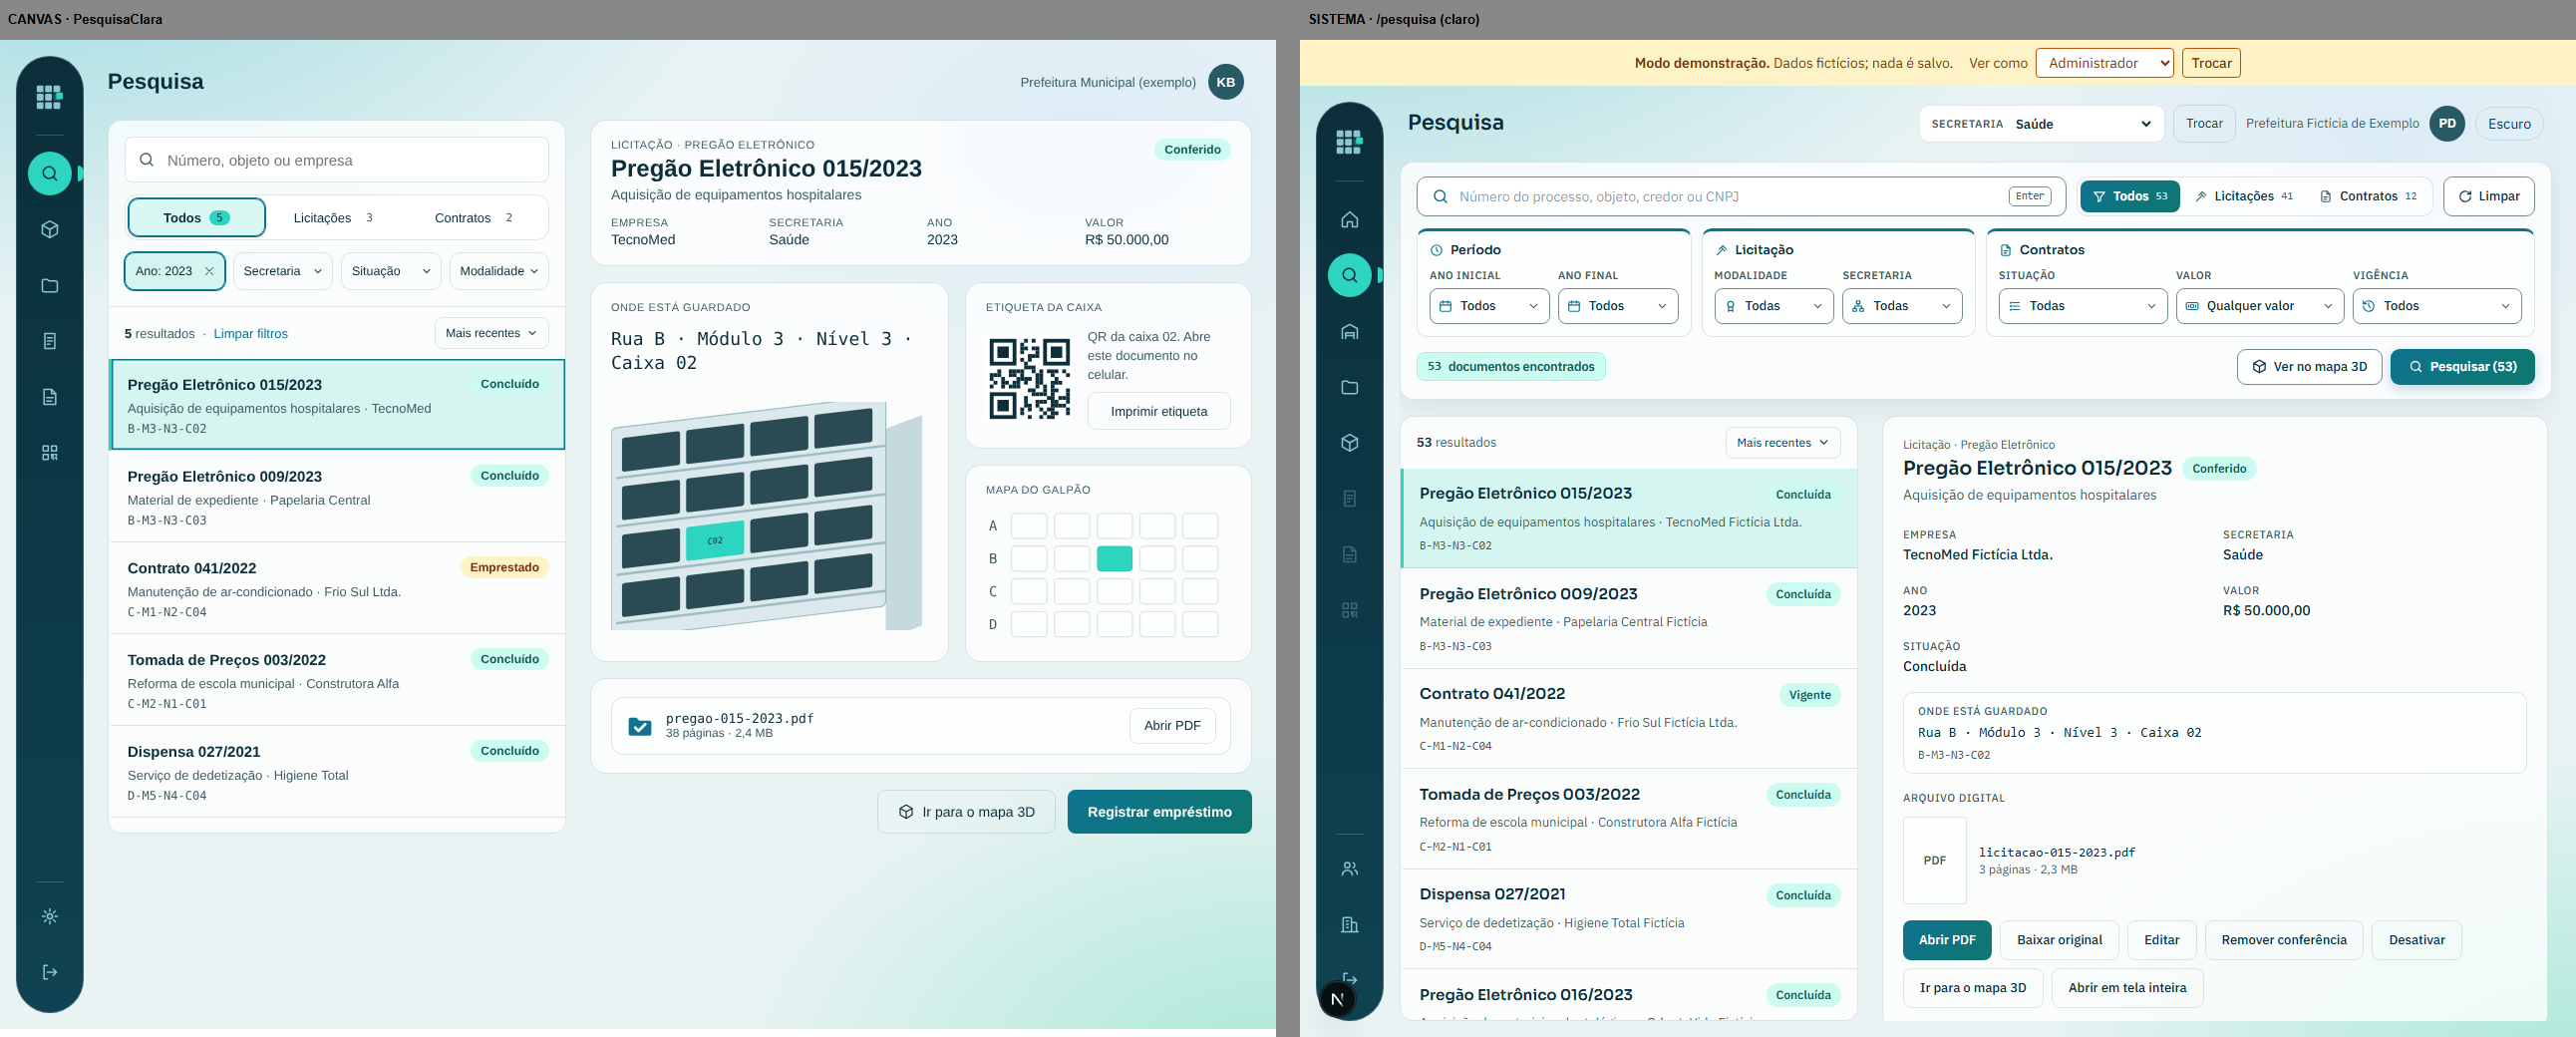 CANVAS · PesquisaClara
Pesquisa
Prefeitura Municipal (exemplo)
KB
Número, objeto ou empresa
Todos 5
Licitações 3
Contratos 2
Ano: 2023
Secretaria
Situação
Modalidade
5 resultados · Limpar filtros
Mais recentes
Pregão Eletrônico 015/2023
Concluído
Aquisição de equipamentos hospitalares · TecnoMed
B-M3-N3-C02
Pregão Eletrônico 009/2023
Concluído
Material de expediente · Papelaria Central
B-M3-N3-C03
Contrato 041/2022
Emprestado
Manutenção de ar-condicionado · Frio Sul Ltda.
C-M1-N2-C04
Tomada de Preços 003/2022
Concluído
Reforma de escola municipal · Construtora Alfa
C-M2-N1-C01
Dispensa 027/2021
Concluído
Serviço de dedetização · Higiene Total
D-M5-N4-C04
LICITAÇÃO · PREGÃO ELETRÔNICO
Conferido
Pregão Eletrônico 015/2023
Aquisição de equipamentos hospitalares
EMPRESA
TecnoMed
SECRETARIA
Saúde
ANO
2023
VALOR
R$ 50.000,00
ONDE ESTÁ GUARDADO
Rua B · Módulo 3 · Nível 3 ·
Caixa 02
C02
ETIQUETA DA CAIXA
QR da caixa 02. Abre
este documento no
celular.
Imprimir etiqueta
MAPA DO GALPÃO
A
B
C
D
pregao-015-2023.pdf
38 páginas · 2,4 MB
Abrir PDF
Ir para o mapa 3D
Registrar empréstimo
SISTEMA · /pesquisa (claro)
Modo demonstração. Dados fictícios; nada é salvo.
Ver como
Administrador
Trocar
Pesquisa
SECRETARIA Saúde
Trocar
Prefeitura Fictícia de Exemplo
PD
Escuro
Número do processo, objeto, credor ou CNPJ
Enter
Todos 53
Licitações 41
Contratos 12
Limpar
Período
ANO INICIAL
Todos
ANO FINAL
Todos
Licitação
MODALIDADE
Todas
SECRETARIA
Todas
Contratos
SITUAÇÃO
Todas
VALOR
Qualquer valor
VIGÊNCIA
Todos
53 documentos encontrados
Ver no mapa 3D
Pesquisar (53)
53 resultados
Mais recentes
Pregão Eletrônico 015/2023
Concluída
Aquisição de equipamentos hospitalares · TecnoMed Fictícia Ltda.
B-M3-N3-C02
Pregão Eletrônico 009/2023
Concluída
Material de expediente · Papelaria Central Fictícia
B-M3-N3-C03
Contrato 041/2022
Vigente
Manutenção de ar-condicionado · Frio Sul Fictícia Ltda.
C-M1-N2-C04
Tomada de Preços 003/2022
Concluída
Reforma de escola municipal · Construtora Alfa Fictícia
C-M2-N1-C01
Dispensa 027/2021
Concluída
Serviço de dedetização · Higiene Total Fictícia
D-M5-N4-C04
Pregão Eletrônico 016/2023
Concluída
Licitação · Pregão Eletrônico
Pregão Eletrônico 015/2023
Conferido
Aquisição de equipamentos hospitalares
EMPRESA
TecnoMed Fictícia Ltda.
SECRETARIA
Saúde
ANO
2023
VALOR
R$ 50.000,00
SITUAÇÃO
Concluída
ONDE ESTÁ GUARDADO
Rua B · Módulo 3 · Nível 3 · Caixa 02
B-M3-N3-C02
ARQUIVO DIGITAL
PDF
licitacao-015-2023.pdf
3 páginas · 2,3 MB
Abrir PDF
Baixar original
Editar
Remover conferência
Desativar
Ir para o mapa 3D
Abrir em tela inteira
N